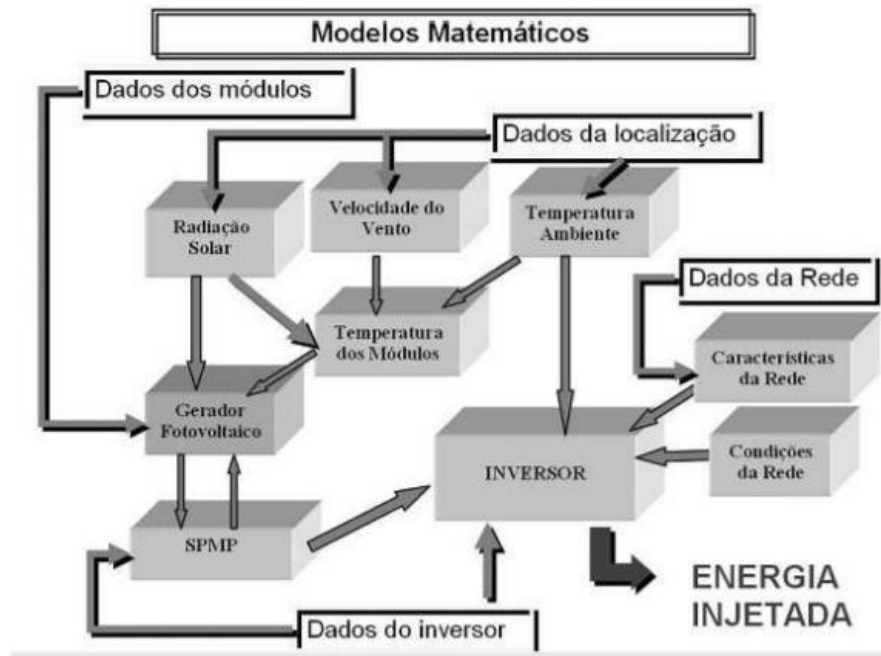 Modelos Matemáticos
Dados dos módulos
Dados da localização
Radiação
Solar
Velocidade do
Vento
Temperatura
Ambiente
Dados da Rede
Temperatura
dos Módulos
Características
da Rede
Gerador
Fotovoltaico
Condições
da Rede
INVERSOR
SPMP
ENERGIA
INJETADA
Dados do inversor